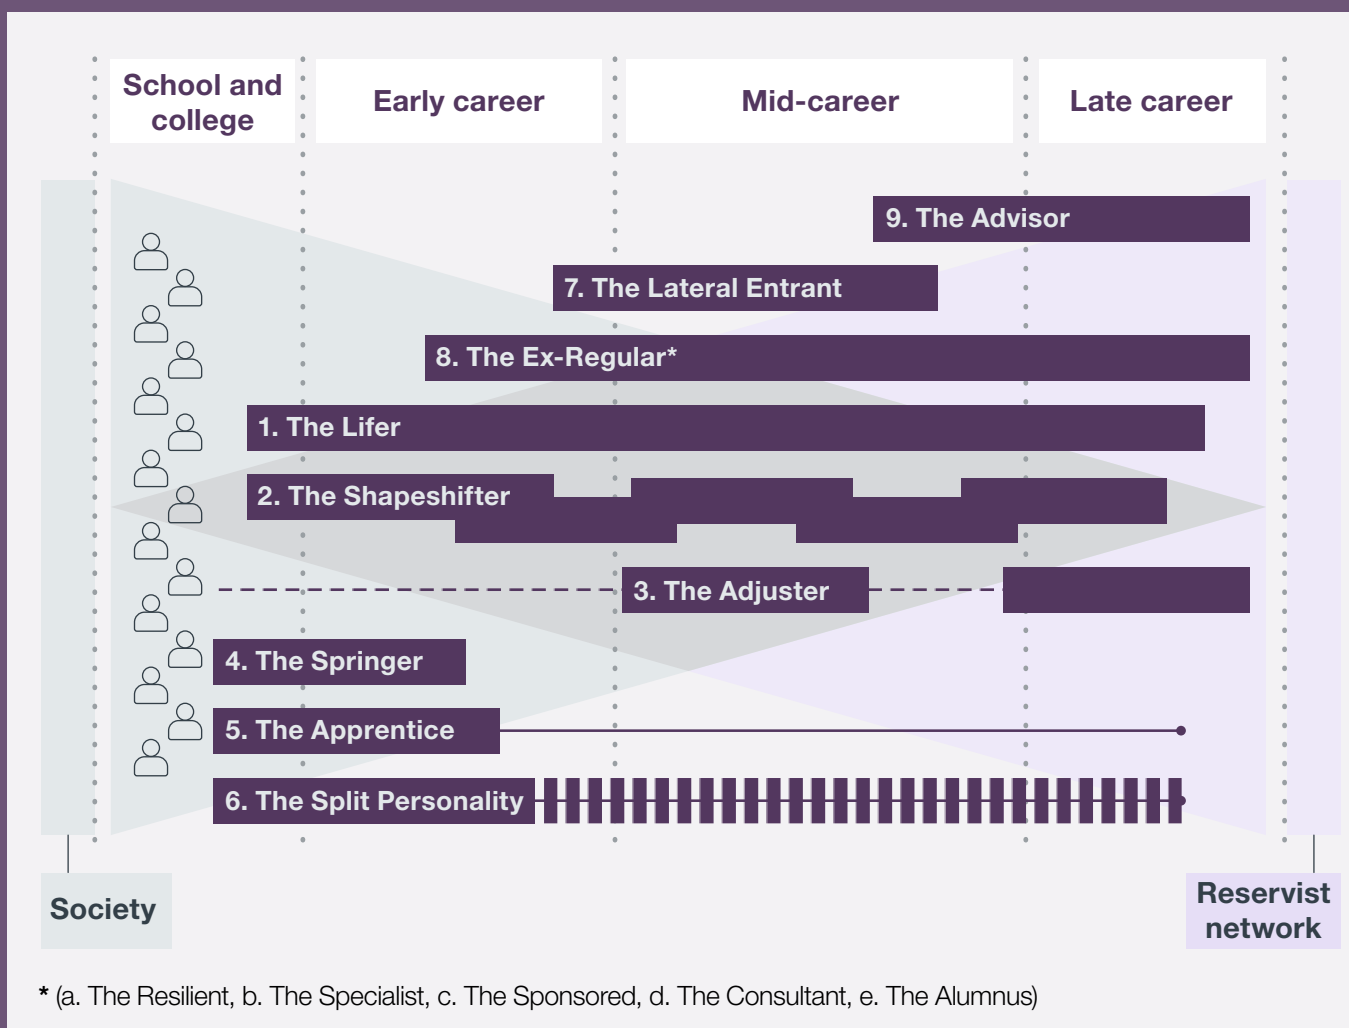 School and
college
Early career
Mid-career
Late career
9. The Advisor
7. The Lateral Entrant
8. The Ex-Regular*
1. The Lifer
2. The Shapeshifter
3. The Adjuster
4. The Springer
5. The Apprentice
6. The Split Personality
Society
Reservist
network
* (a. The Resilient, b. The Specialist, c. The Sponsored, d. The Consultant, e. The Alumnus)